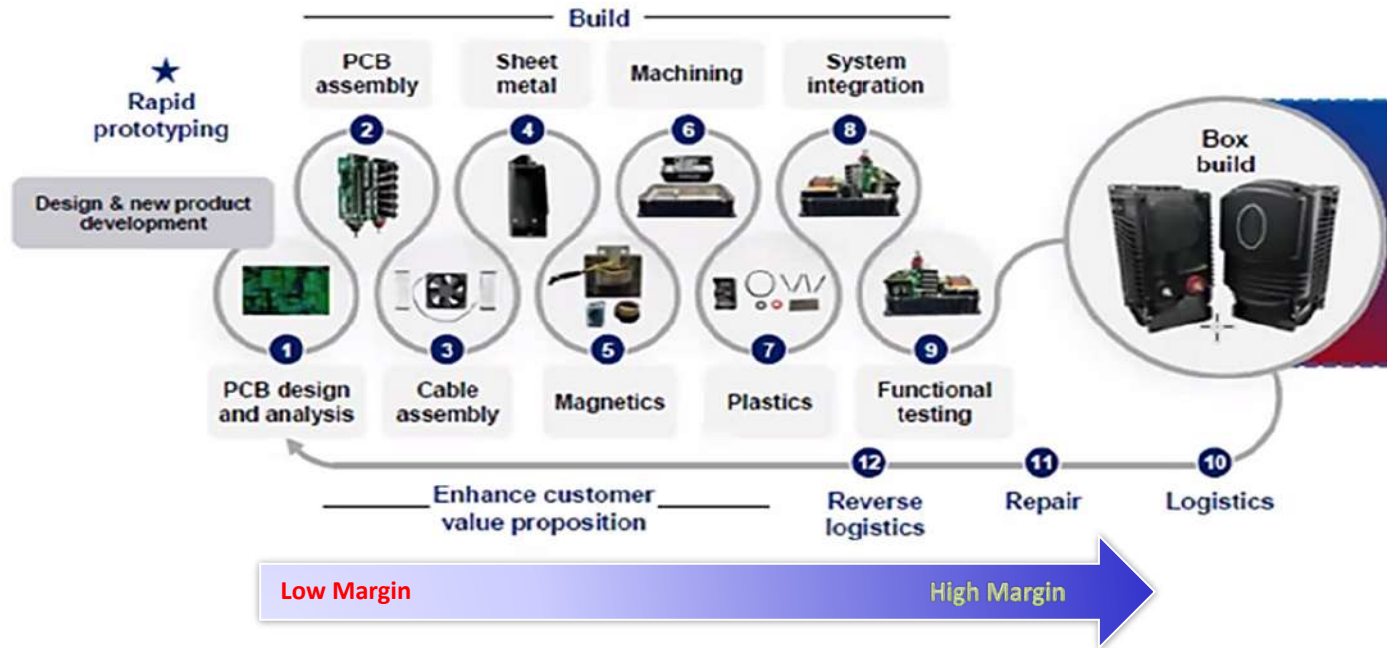 Build
Rapid
prototyping
Design & new product
development
PCB
assembly
Sheet
metal
Machining
System
integration
2
4
6
8
1
3
5
7
9
PCB design
and analysis
Cable
assembly
Magnetics
Plastics
Functional
testing
Box
build
12
11
10
Reverse
logistics
Repair
Logistics
Enhance customer
value proposition
Low Margin
High Margin